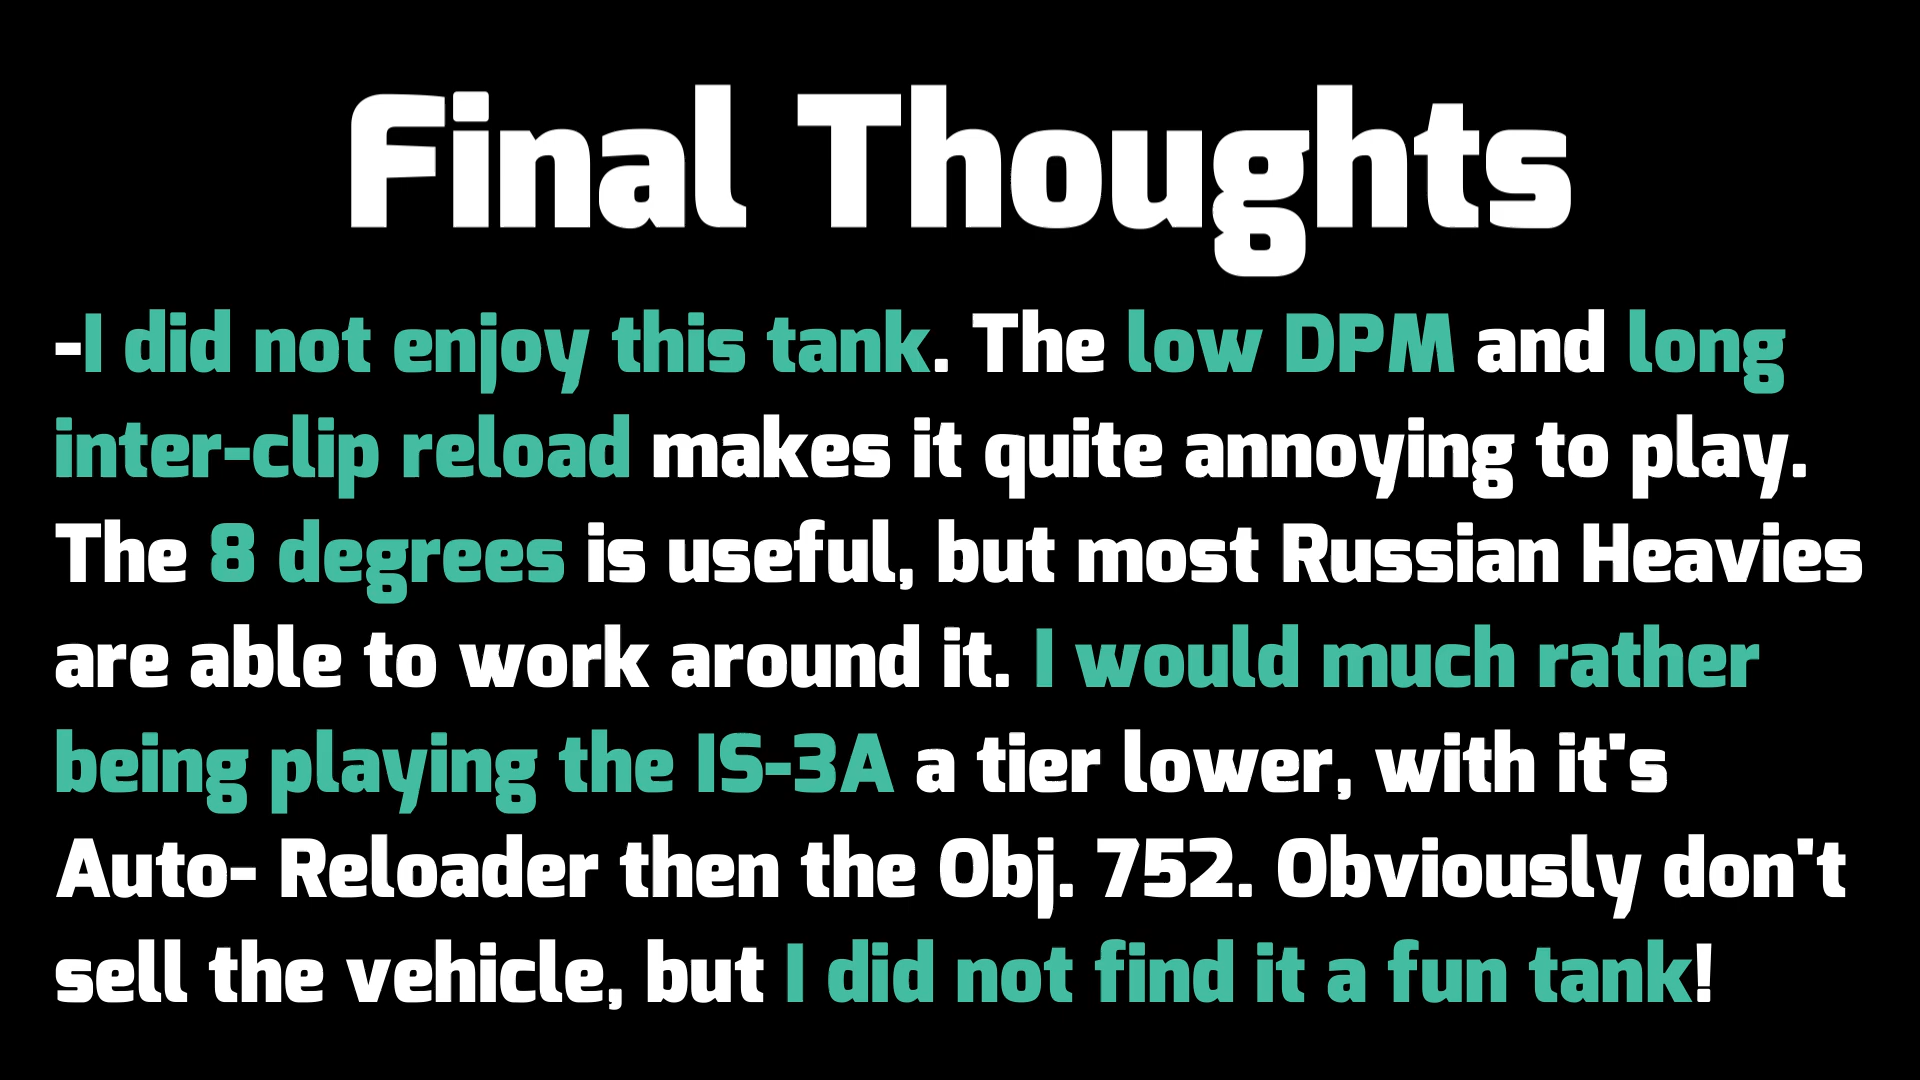 Final Thoughts
-I did not enjoy this tank. The low DPM and long
inter-clip reload makes it quite annoying to play.
The 8 degrees is useful, but most Russian Heavies
are able to work around it. I would much rather
being playing the IS-3A a tier lower, with it's
Auto- Reloader then the Obj. 752. Obviously don't
sell the vehicle, but I did not find it a fun tank!